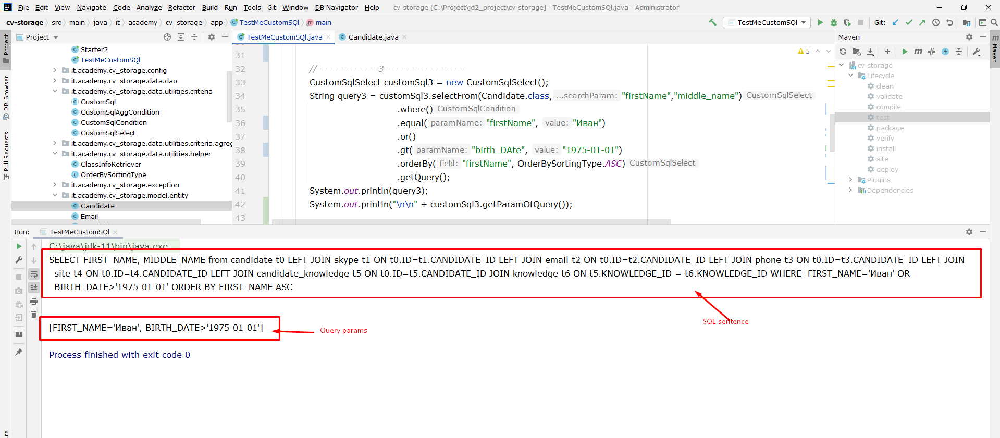 File Edit View Navigate Code Analyze Refactor Build Run Tools Git Window DB Navigator Help cv-storage [C:\Project\jd2_project\cv-storage] - TestMeCustomSQl.java - Administrator
cv-storage src main java it academy cv_storage app TestMeCustomSQl main TestMeCustomSQl Git:
Project
DB Browser
Pull Requests
Project
Starter2
TestMeCustomSQl
it.academy.cv_storage.config
it.academy.cv_storage.data.dao
it.academy.cv_storage.data.utilities.criteria
CustomSql
CustomSqlAggCondition
CustomSqlCondition
CustomSqlSelect
it.academy.cv_storage.data.utilities.criteria.agreg
it.academy.cv_storage.data.utilities.helper
ClassInfoRetriever
OrderBySortingType
it.academy.cv_storage.exception
it.academy.cv_storage.model.entity
Candidate
Email
TestMeCustomSQl.java Candidate.java
5
31
32 // ----------------3----------------------
33 CustomSqlSelect customSql3 = new CustomSqlSelect();
34 String query3 = customSql3.selectFrom(Candidate.class, ...searchParam: "firstName","middle_name") CustomSqlSelect
35 .where() CustomSqlCondition
36 .equal( paramName: "firstName", value: "Иван")
37 .or()
38 .gt( paramName: "birth_DAte", value: "1975-01-01")
39 .orderBy( field: "firstName", OrderBySortingType.ASC) CustomSqlSelect
40 .getQuery();
41 System.out.println(query3);
42 System.out.println("\n\n" + customSql3.getParamOfQuery());
43
Maven
cv-storage
Lifecycle
clean
validate
compile
test
package
verify
install
site
deploy
Plugins
Dependencies
Maven
Run: TestMeCustomSQl
C:\java\jdk-11\bin\java.exe ...
SELECT FIRST_NAME, MIDDLE_NAME from candidate t0 LEFT JOIN skype t1 ON t0.ID=t1.CANDIDATE_ID LEFT JOIN email t2 ON t0.ID=t2.CANDIDATE_ID LEFT JOIN phone t3 ON t0.ID=t3.CANDIDATE_ID LEFT JOIN
site t4 ON t0.ID=t4.CANDIDATE_ID LEFT JOIN candidate_knowledge t5 ON t0.ID=t5.CANDIDATE_ID JOIN knowledge t6 ON t5.KNOWLEDGE_ID = t6.KNOWLEDGE_ID WHERE  FIRST_NAME='Иван' OR
BIRTH_DATE>'1975-01-01' ORDER BY FIRST_NAME ASC
SQL sentence
[FIRST_NAME='Иван', BIRTH_DATE>'1975-01-01']
Query params
Process finished with exit code 0